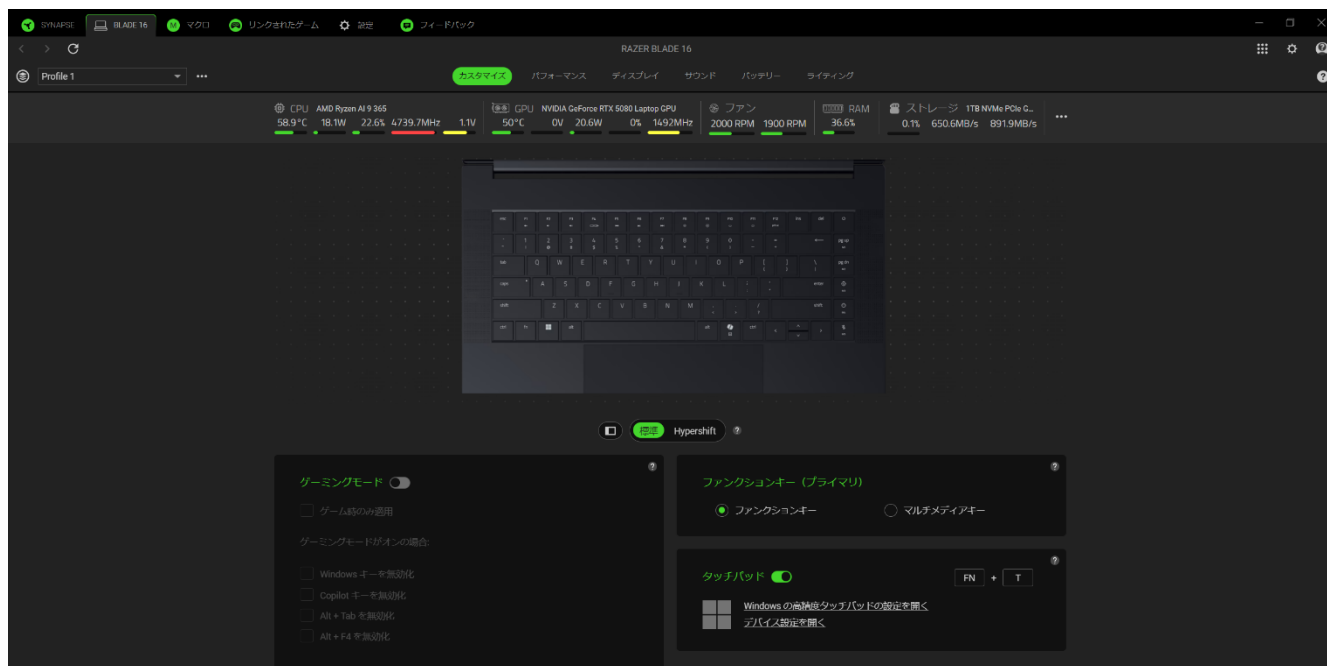 SYNAPSE BLADE 16 マクロ リンクされたゲーム 設定 フィードバック
RAZER BLADE 16
Profile 1 カスタマイズ パフォーマンス ディスプレイ サウンド バッテリー ライティング
CPU AMD Ryzen AI 9 365 GPU NVIDIA GeForce RTX 5080 Laptop GPU ファン RAM ストレージ 1TB NVMe PCIe G...
58.9°C 18.1W 22.6% 4739.7MHz 1.1V 50°C 0V 20.6W 0% 1492MHz 2000 RPM 1900 RPM 36.6% 0.1% 650.6MB/s 891.9MB/s
Q W E R T Y U I O P
A S D F G H J K L
Z X C V B N M
標準 Hypershift
ゲーミングモード
ゲーム時のみ適用
ゲーミングモードがオンの場合:
Windows キーを無効化
Copilot キーを無効化
Alt + Tab を無効化
Alt + F4 を無効化
ファンクションキー（プライマリ）
ファンクションキー マルチメディアキー
タッチパッド FN + T
Windows の高精度タッチパッドの設定を開く
デバイス設定を開く